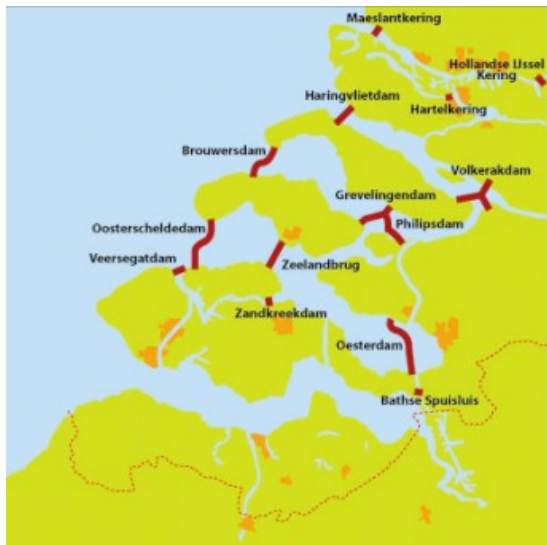 Maeslantkering
Hollandse IJssel
Kering
Haringvlietdam
Hartelkering
Brouwersdam
Volkerakdam
Grevelingendam
Philipsdam
Oosterscheldedam
Veersegatdam
Zeelandbrug
Zandkreekdam
Oesterdam
Bathse Spuisluis